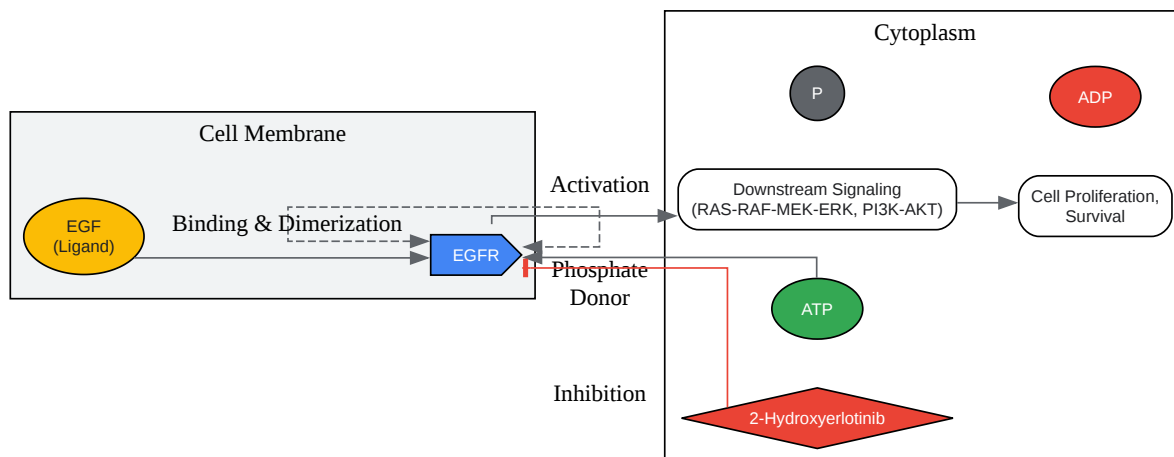 Cytoplasm
P
ADP
Cell Membrane
Activation
Downstream Signaling
(RAS-RAF-MEK-ERK, PI3K-AKT)
Cell Proliferation,
Survival
EGF
(Ligand)
Binding & Dimerization
EGFR
Phosphate
Donor
ATP
Inhibition
2-Hydroxyerlotinib